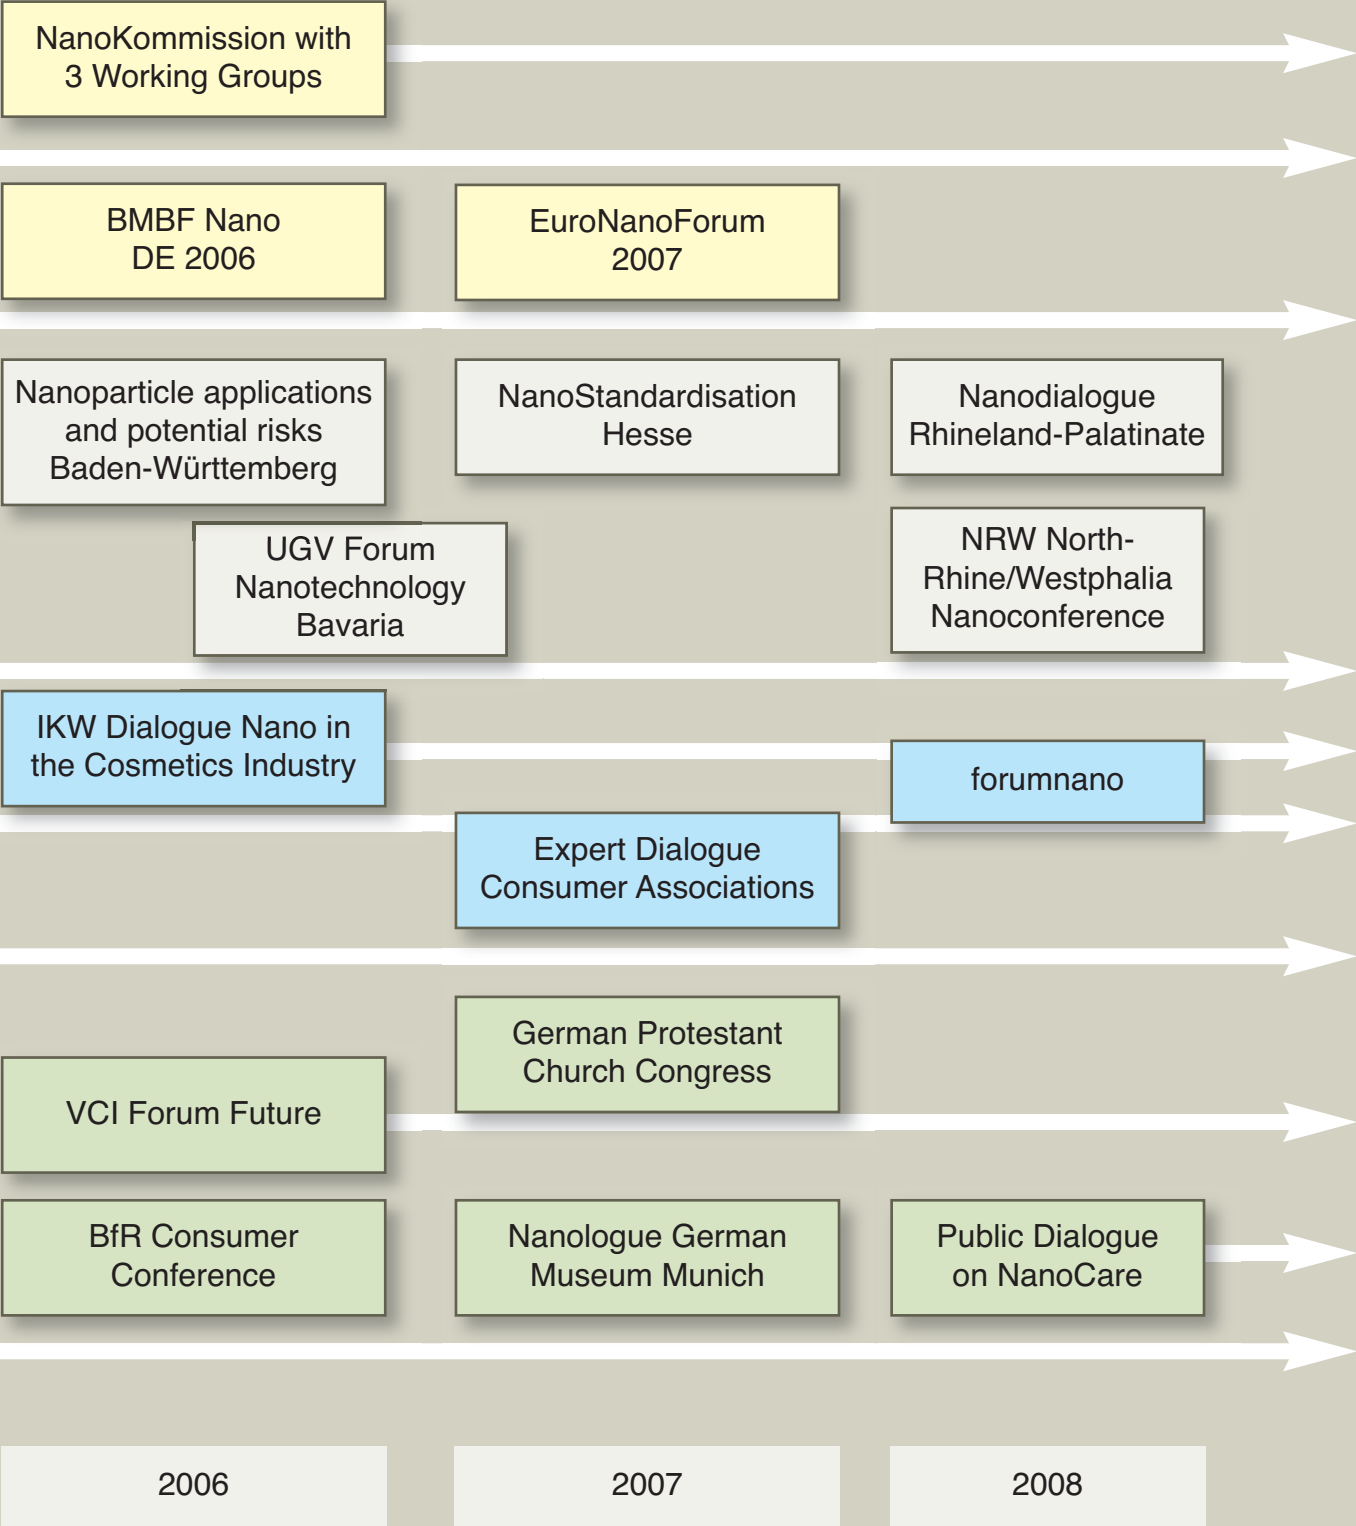 NanoKommission with
3 Working Groups
BMBF Nano
DE 2006
EuroNanoForum
2007
Nanoparticle applications
and potential risks
Baden-Württemberg
NanoStandardisation
Hesse
Nanodialogue
Rhineland-Palatinate
UGV Forum
Nanotechnology
Bavaria
NRW North-
Rhine/Westphalia
Nanoconference
IKW Dialogue Nano in
the Cosmetics Industry
forumnano
Expert Dialogue
Consumer Associations
German Protestant
Church Congress
VCI Forum Future
BfR Consumer
Conference
Nanologue German
Museum Munich
Public Dialogue
on NanoCare
2006
2007
2008